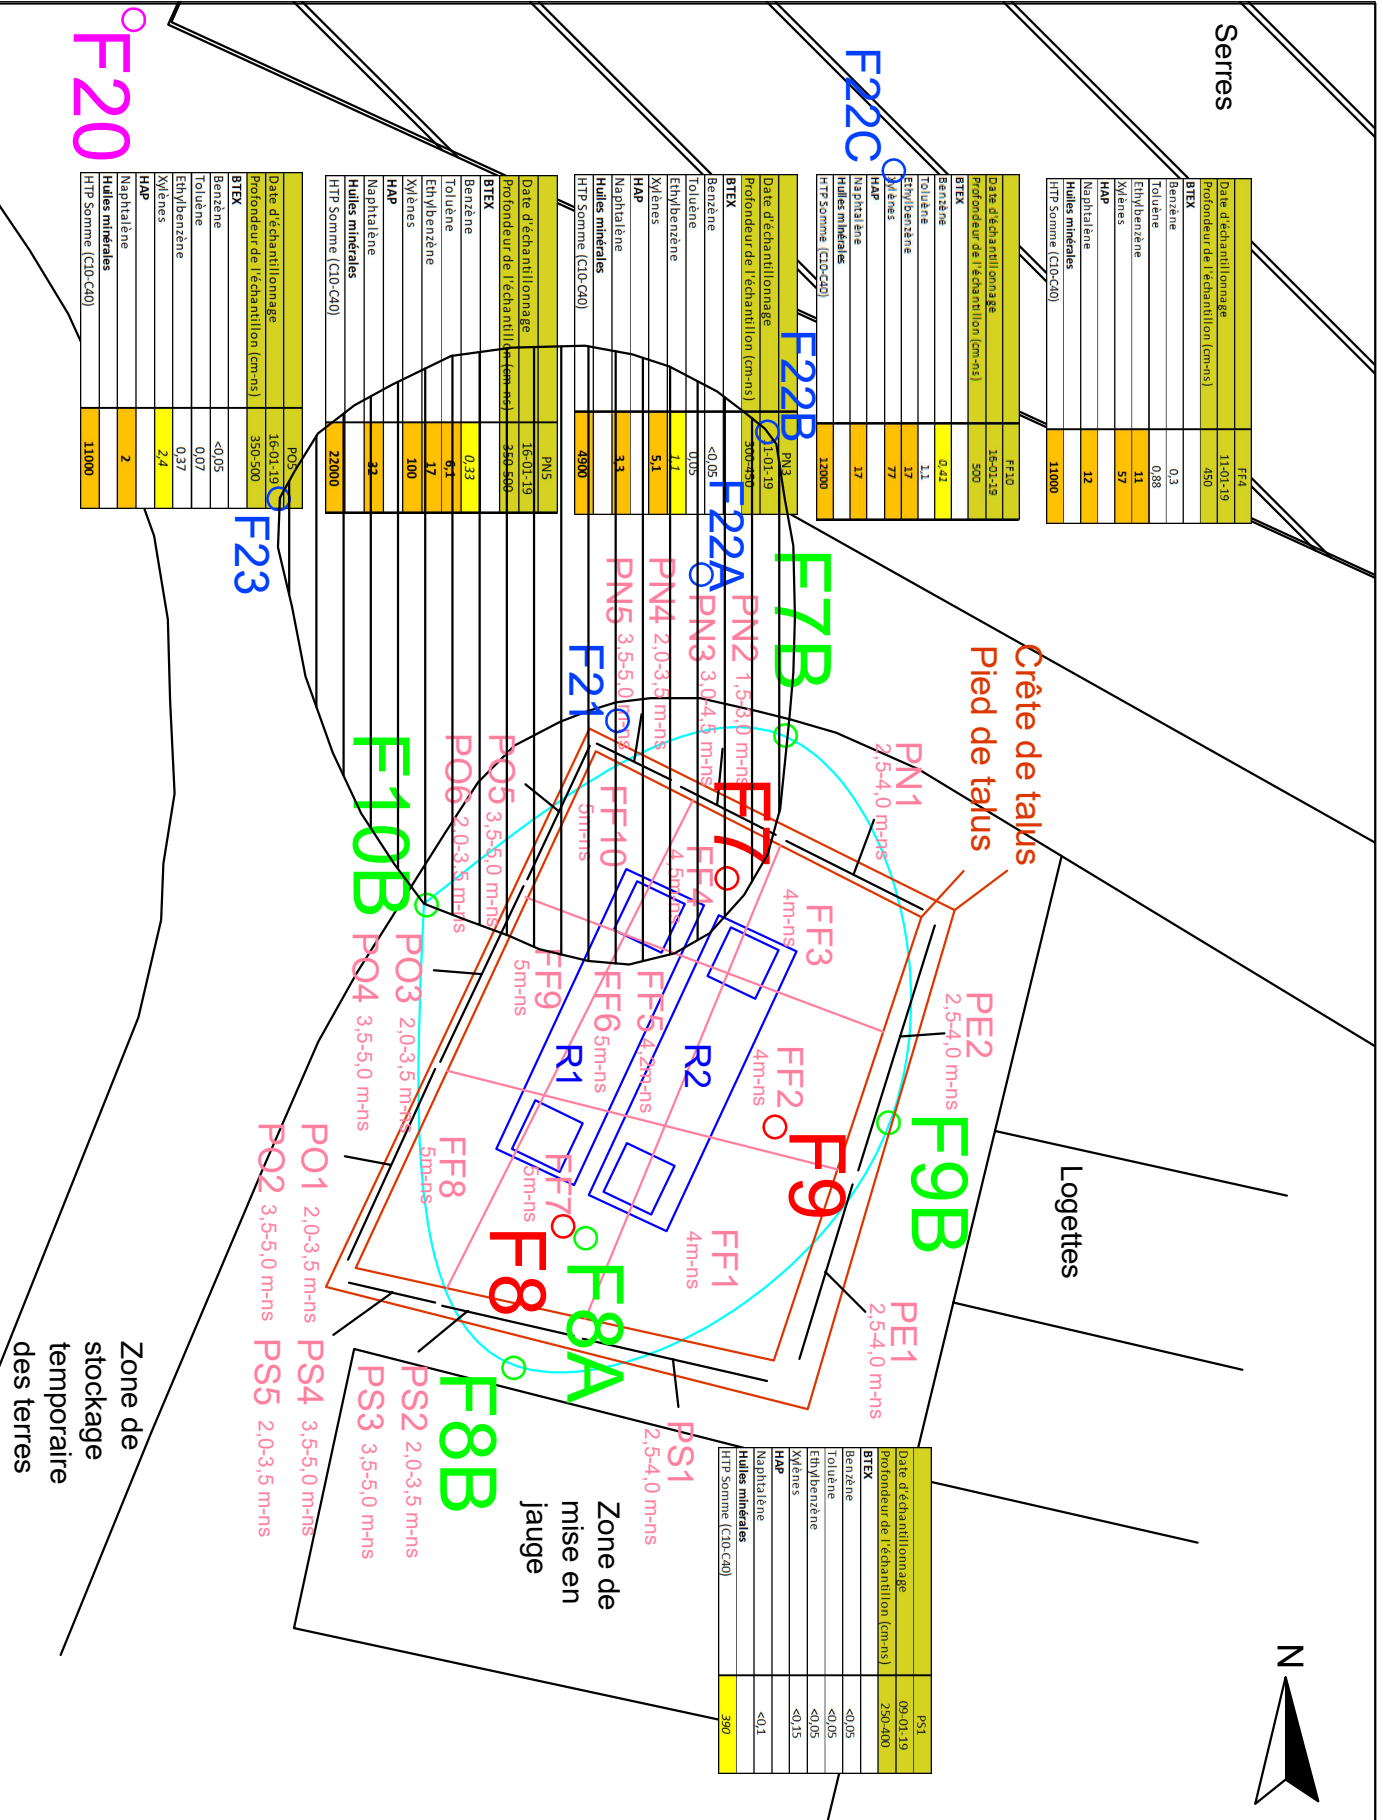 Serres
F22C
F20
FF4
Date d'échantillonnage 11-01-19
Profondeur de l'échantillon (cm-ns) 450
BTEX
Benzène 0,3
Toluène 0,88
Ethylbenzène 11
Xylènes 57
HAP
Naphtalène 12
Huiles minérales
HTP Somme (C10-C40) 11000
FF10
Date d'échantillonnage 16-01-19
Profondeur de l'échantillon (cm-ns) 500
BTEX
Benzène 0,41
Toluène 1,1
Ethylbenzène 17
Xylènes 77
HAP
Naphtalène 17
Huiles minérales
HTP Somme (C10-C40) 12000
PN3
Date d'échantillonnage 11-01-19
Profondeur de l'échantillon (cm-ns) 300-450
BTEX
Benzène <0,05
Toluène 0,05
Ethylbenzène 1,1
Xylènes 5,1
HAP
Naphtalène 3,3
Huiles minérales
HTP Somme (C10-C40) 4900
PN5
Date d'échantillonnage 16-01-19
Profondeur de l'échantillon (cm-ns) 350-500
BTEX
Benzène 0,33
Toluène 6,1
Ethylbenzène 17
Xylènes 100
HAP
Naphtalène 32
Huiles minérales
HTP Somme (C10-C40) 22000
PO5
Date d'échantillonnage 16-01-19
Profondeur de l'échantillon (cm-ns) 350-500
BTEX
Benzène <0,05
Toluène 0,07
Ethylbenzène 0,37
Xylènes 2,4
HAP
Naphtalène 2
Huiles minérales
HTP Somme (C10-C40) 11000
F22B
F22A
F23
F21
F7B
Crête de talus
Pied de talus
PN2 1,5-3,0 m-ns
PN3 3,0-4,5 m-ns
PN4 2,0-3,5 m-ns
PN5 3,5-5,0 m-ns
PN1
2,5-4,0 m-ns
F7
F10B
PO5 3,5-5,0 m-ns
PO6 2,0-3,5 m-ns
FF10
5m-ns
FF4
4,5m-ns
FF3
4m-ns
PO3 2,0-3,5 m-ns
PO4 3,5-5,0 m-ns
FF9
5m-ns
FF6 5m-ns
FF5 4,2m-ns
R1
R2
FF2
4m-ns
PE2
2,5-4,0 m-ns
F9B
F9
Logettes
PO1 2,0-3,5 m-ns
PO2 3,5-5,0 m-ns
FF8
5m-ns
FF7
5m-ns
F8
F8A
FF1
4m-ns
PE1
2,5-4,0 m-ns
PS4 3,5-5,0 m-ns
PS5 2,0-3,5 m-ns
PS2 2,0-3,5 m-ns
PS3 3,5-5,0 m-ns
F8B
PS1
2,5-4,0 m-ns
Zone de
stockage
temporaire
des terres
Zone de
mise en
jauge
PS1
Date d'échantillonnage 09-01-19
Profondeur de l'échantillon (cm-ns) 250-400
BTEX
Benzène <0,05
Toluène <0,05
Ethylbenzène <0,05
Xylènes <0,15
HAP
Naphtalène <0,1
Huiles minérales
HTP Somme (C10-C40) 390
N